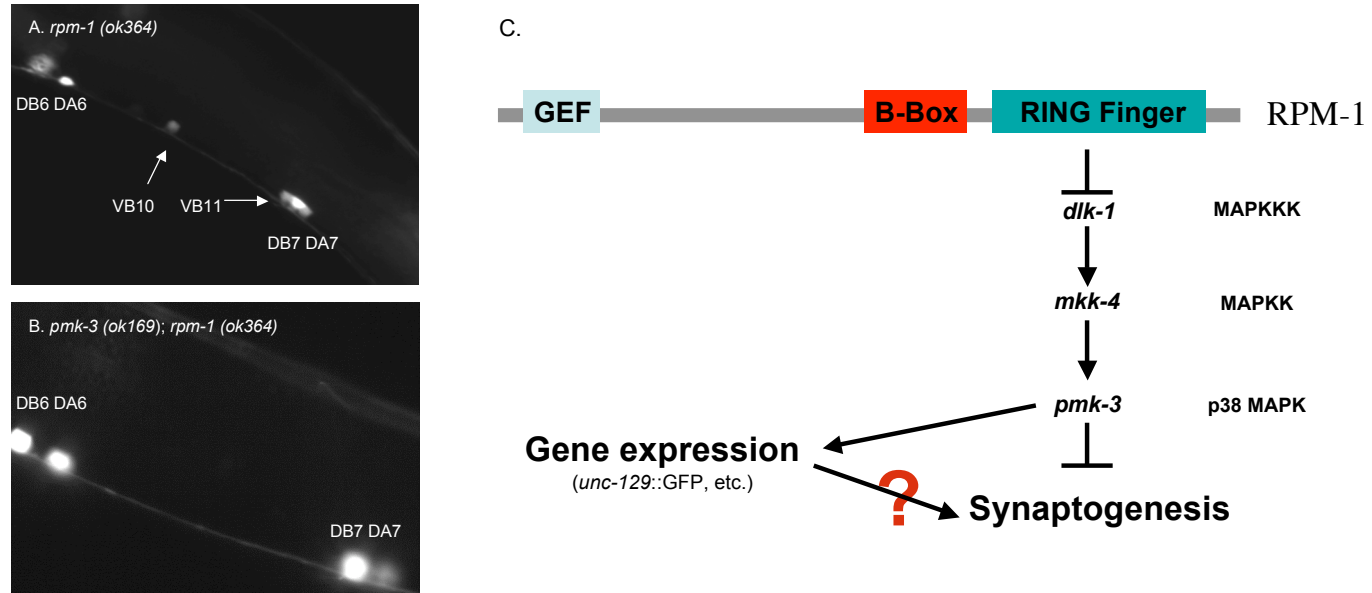 A. rpm-1 (ok364)
DB6 DA6
VB10 VB11
DB7 DA7
B. pmk-3 (ok169); rpm-1 (ok364)
DB6 DA6
DB7 DA7
C.
GEF B-Box RING Finger RPM-1
dlk-1 MAPKKK
mkk-4 MAPKK
pmk-3 p38 MAPK
Gene expression
(unc-129::GFP, etc.)
?
Synaptogenesis